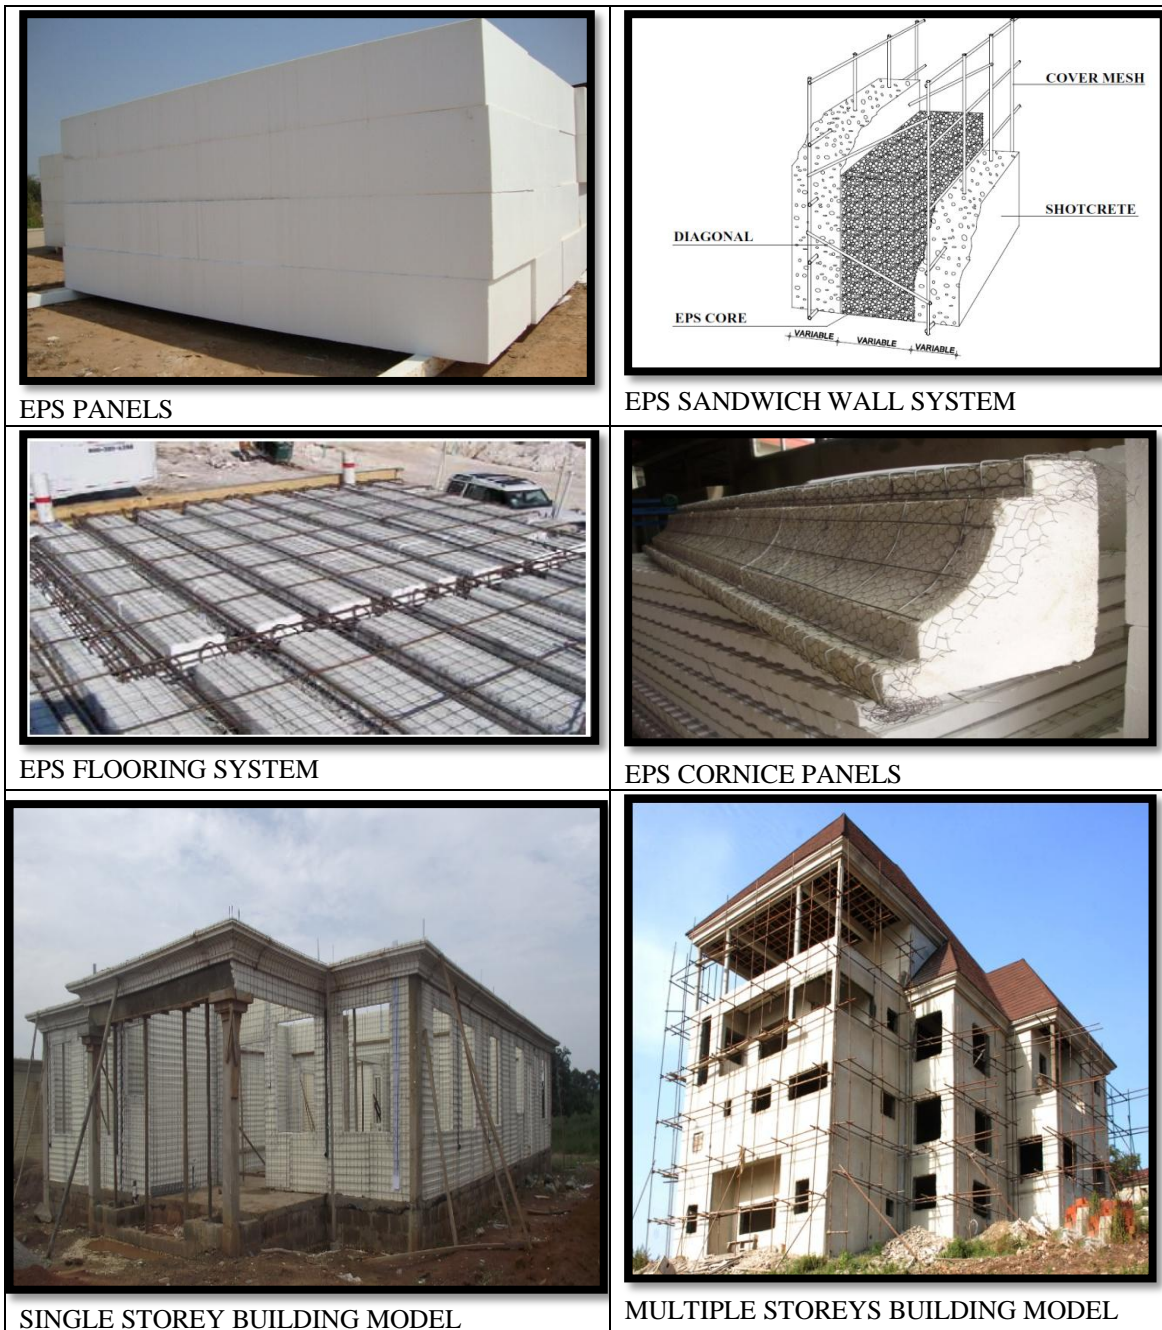 COVER MESH
SHOTCRETE
DIAGONAL
EPS CORE
VARIABLE
VARIABLE
VARIABLE
EPS PANELS
EPS SANDWICH WALL SYSTEM
EPS FLOORING SYSTEM
EPS CORNICE PANELS
SINGLE STOREY BUILDING MODEL
MULTIPLE STOREYS BUILDING MODEL